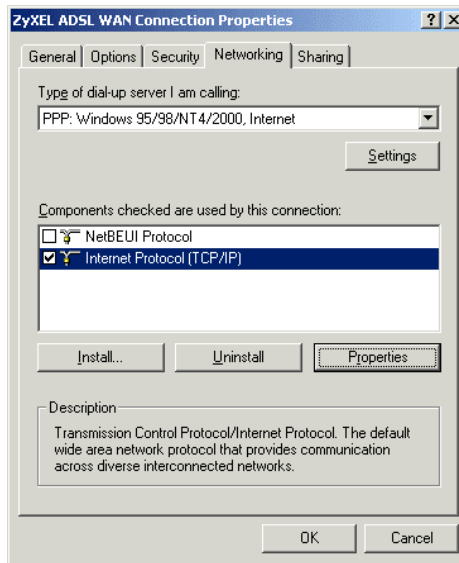 ZyXEL ADSL WAN Connection Properties
General Options Security Networking Sharing
Type of dial-up server I am calling:
PPP: Windows 95/98/NT4/2000, Internet
Settings
Components checked are used by this connection:
NetBEUI Protocol
Internet Protocol (TCP/IP)
Install... Uninstall Properties
Description
Transmission Control Protocol/Internet Protocol. The default
wide area network protocol that provides communication
across diverse interconnected networks.
OK Cancel